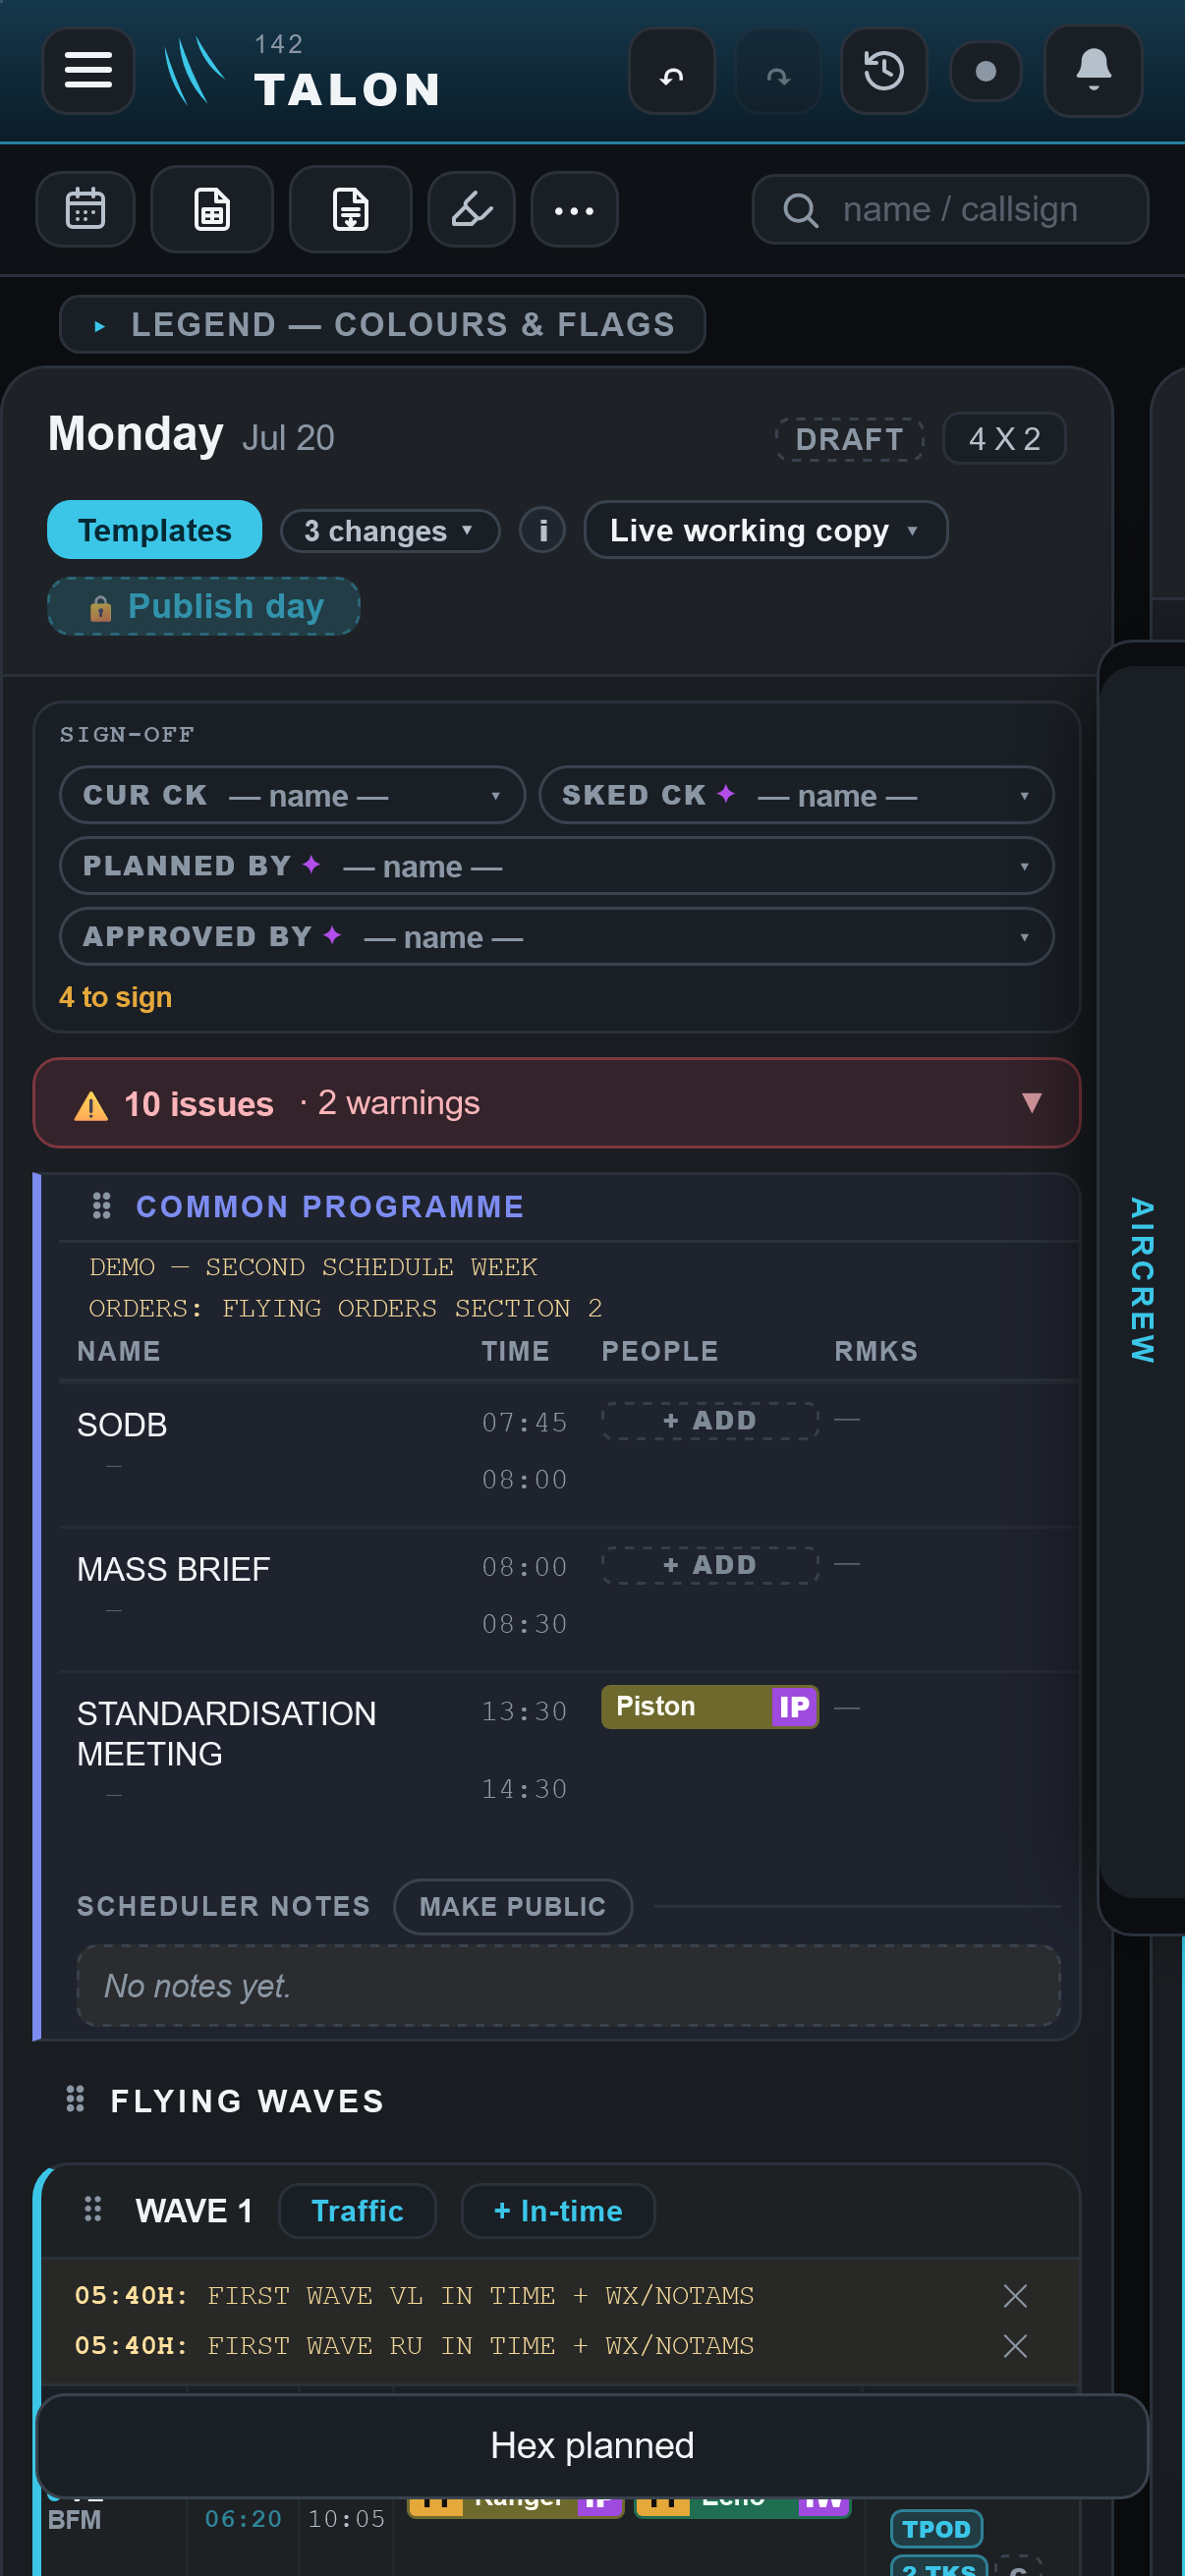 142
TALON
name / callsign
▸ LEGEND — COLOURS & FLAGS
Monday Jul 20 DRAFT 4 X 2
Templates 3 changes ▾ i Live working copy ▾
🔒 Publish day
SIGN-OFF
CUR CK — name — ▾ SKED CK ✦ — name — ▾
PLANNED BY ✦ — name — ▾
APPROVED BY ✦ — name — ▾
4 to sign
⚠️ 10 issues · 2 warnings ▼
COMMON PROGRAMME
DEMO — SECOND SCHEDULE WEEK
ORDERS: FLYING ORDERS SECTION 2
NAME TIME PEOPLE RMKS
SODB 07:45 + ADD —
— 08:00
MASS BRIEF 08:00 + ADD —
— 08:30
STANDARDISATION 13:30 Piston IP —
MEETING
— 14:30
AIRCREW
SCHEDULER NOTES MAKE PUBLIC
No notes yet.
FLYING WAVES
WAVE 1 Traffic + In-time
05:40H: FIRST WAVE VL IN TIME + WX/NOTAMS
05:40H: FIRST WAVE RU IN TIME + WX/NOTAMS
Hex planned
BFM 06:20 10:05 Ranger IP Echo IW
TPOD
2 TKS